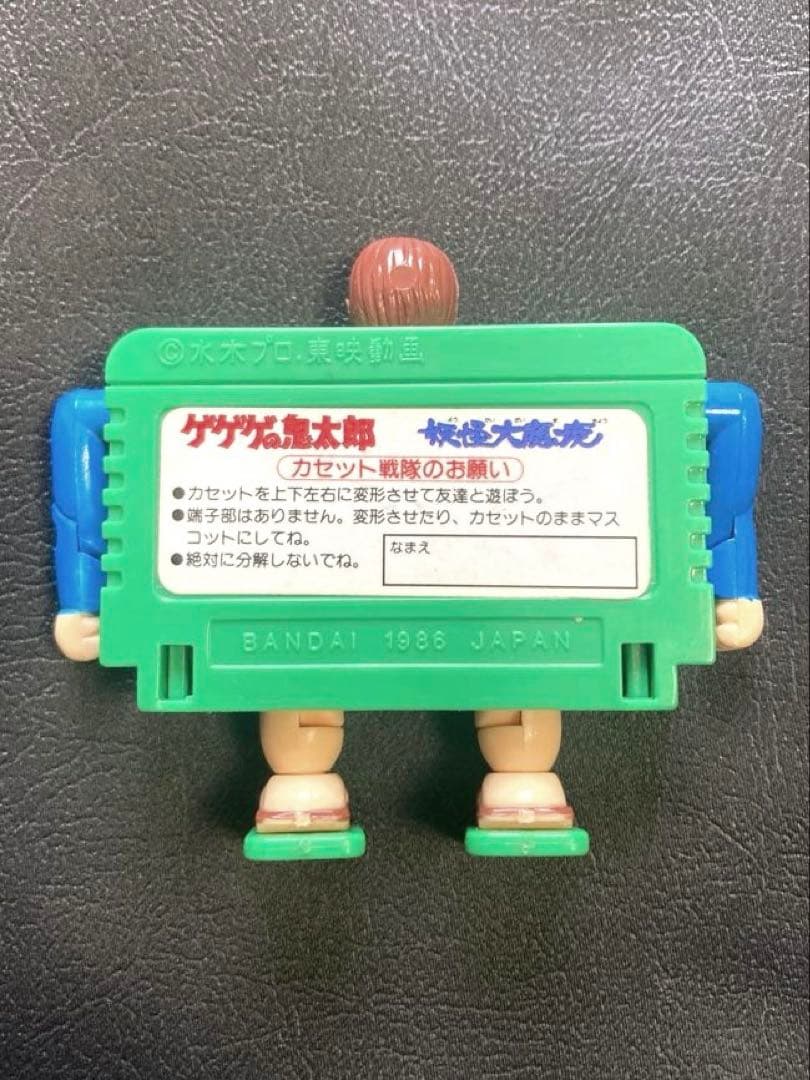 ©水木プロ.東映動画
ゲゲゲの鬼太郎 妖怪大魔境
カセット戦隊のお願い
●カセットを上下左右に変形させて友達と遊ぼう。
●端子部はありません。変形させたり、カセットのままマス
コットにしてね。
●絶対に分解しないでね。
なまえ
BANDAI 1986 JAPAN